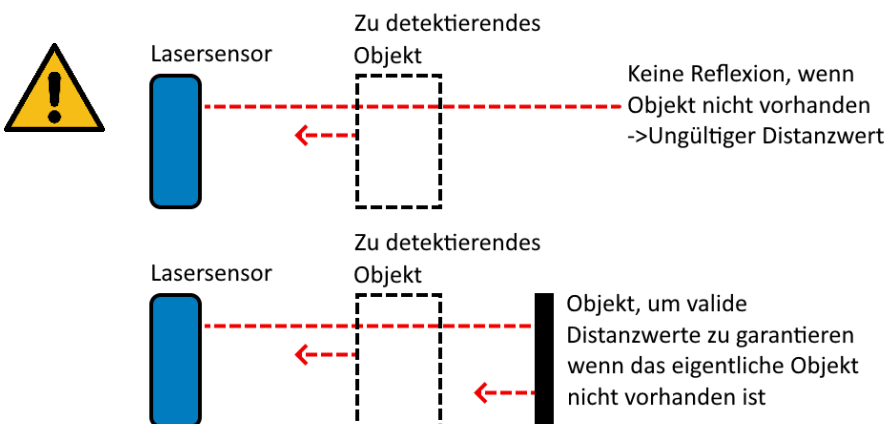 Zu detektierendes
Lasersensor
Objekt
Keine Reflexion, wenn
Objekt nicht vorhanden
->Ungültiger Distanzwert
Zu detektierendes
Lasersensor
Objekt
Objekt, um valide
Distanzwerte zu garantieren
wenn das eigentliche Objekt
nicht vorhanden ist